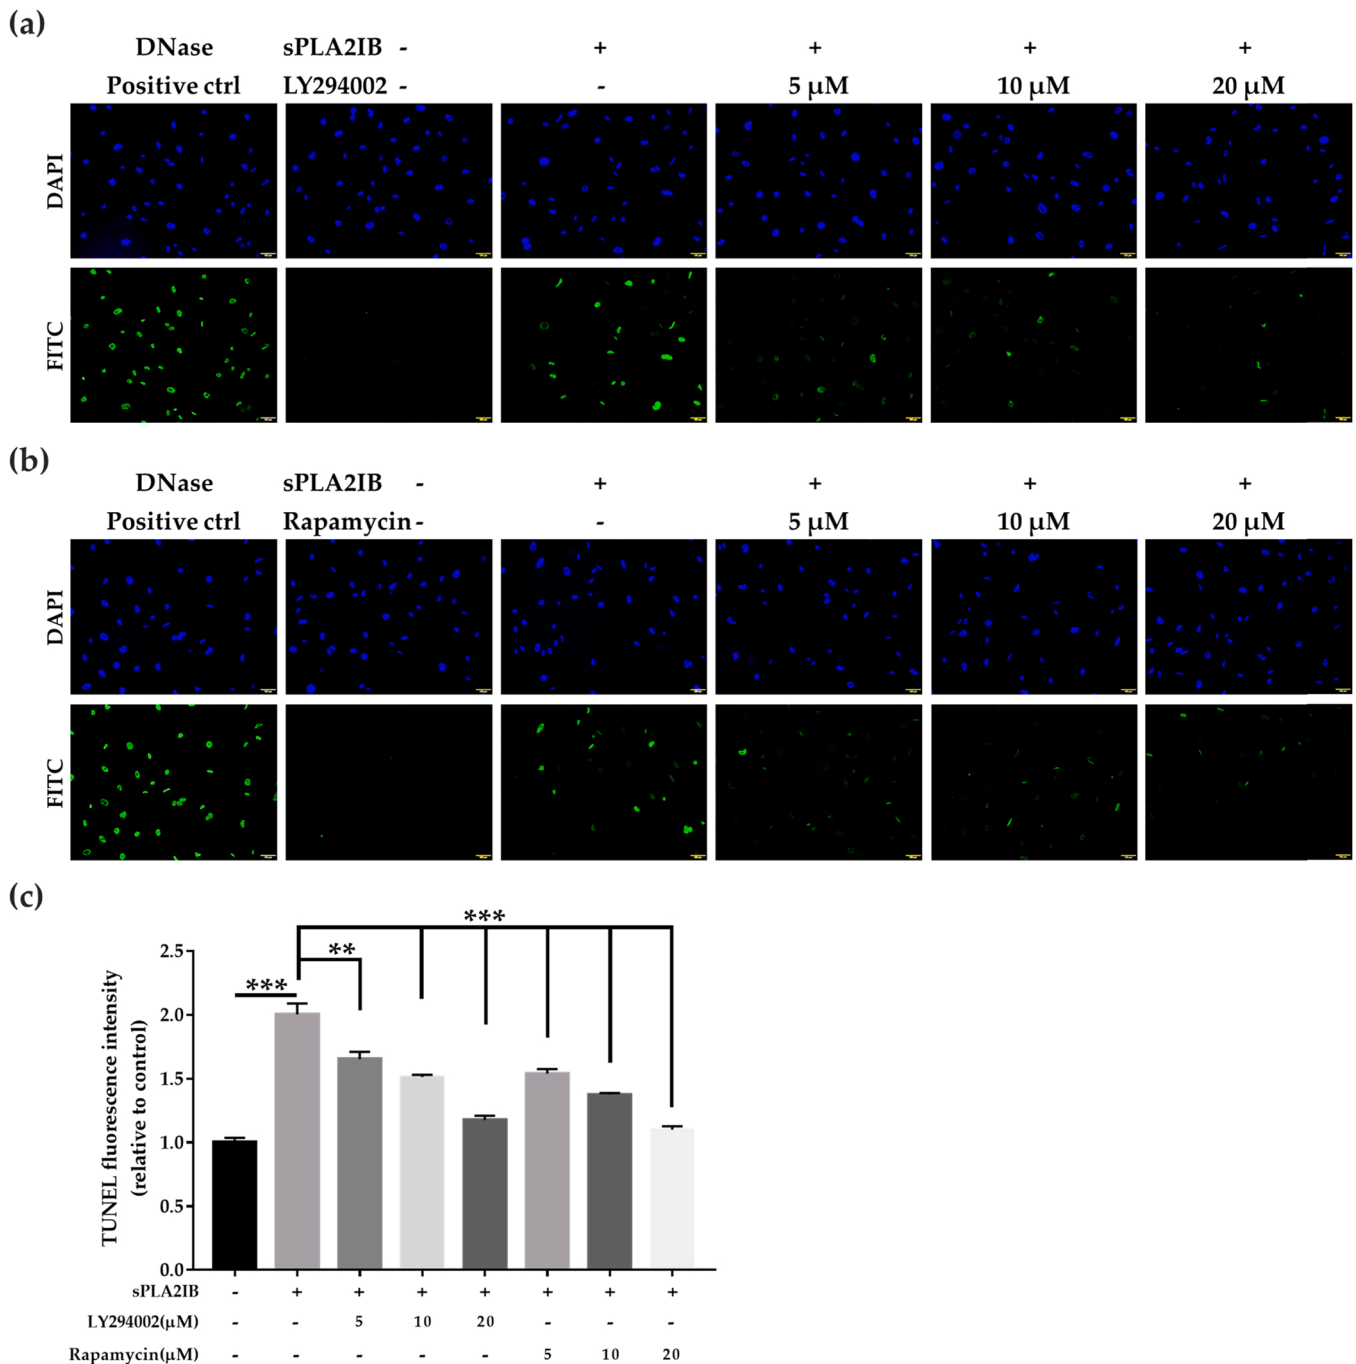 (a)
DNase sPLA2IB - + + + +
Positive ctrl LY294002 - - 5 μM 10 μM 20 μM
DAPI
FITC
(b)
DNase sPLA2IB - + + + +
Positive ctrl Rapamycin - - 5 μM 10 μM 20 μM
DAPI
FITC
(c)
***
**
***
TUNEL fluorescence intensity
(relative to control)
2.5
2.0
1.5
1.0
0.5
0.0
sPLA2IB - + + + + + + +
LY294002(μM) - - 5 10 20 - - -
Rapamycin(μM) - - - - - 5 10 20